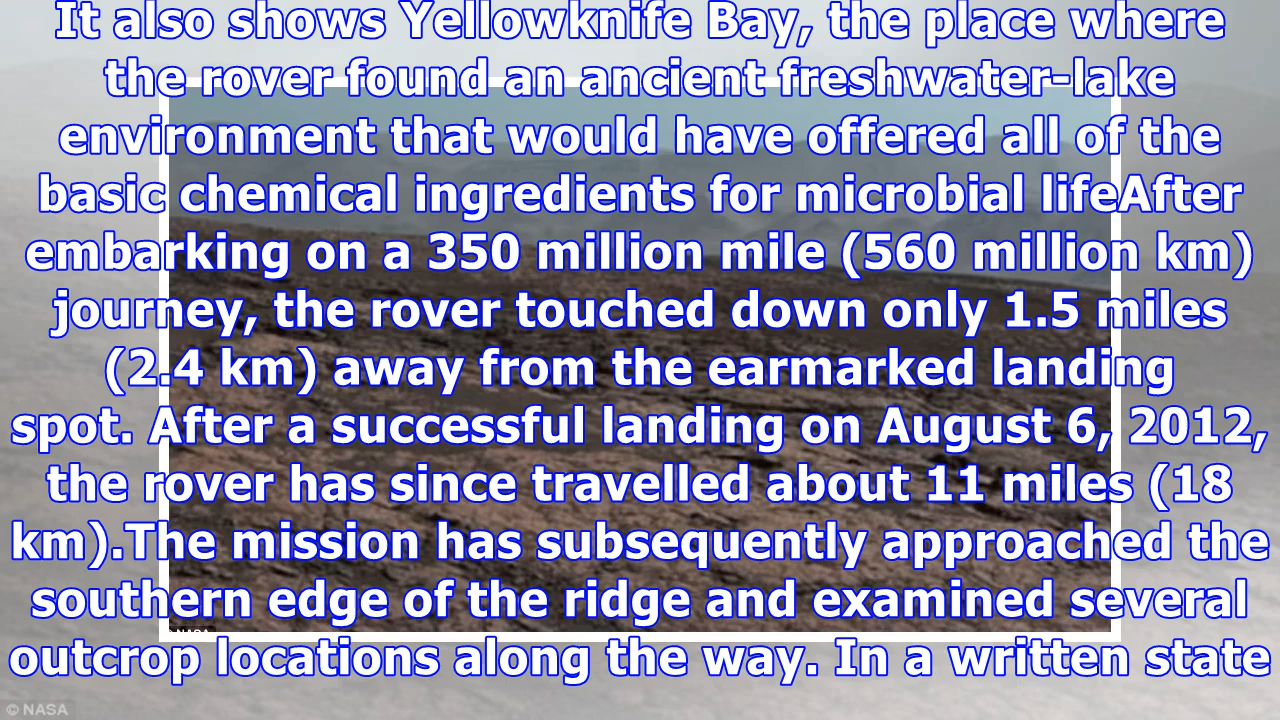 It also shows Yellowknife Bay, the place where
the rover found an ancient freshwater-lake
environment that would have offered all of the
basic chemical ingredients for microbial lifeAfter
embarking on a 350 million mile (560 million km)
journey, the rover touched down only 1.5 miles
(2.4 km) away from the earmarked landing
spot. After a successful landing on August 6, 2012,
the rover has since travelled about 11 miles (18
km).The mission has subsequently approached the
southern edge of the ridge and examined several
© NASA
outcrop locations along the way. In a written state
© NASA